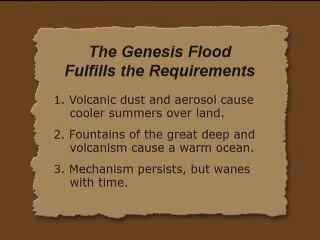 The Genesis Flood
Fulfills the Requirements
1. Volcanic dust and aerosol cause
cooler summers over land.
2. Fountains of the great deep and
volcanism cause a warm ocean.
3. Mechanism persists, but wanes
with time.